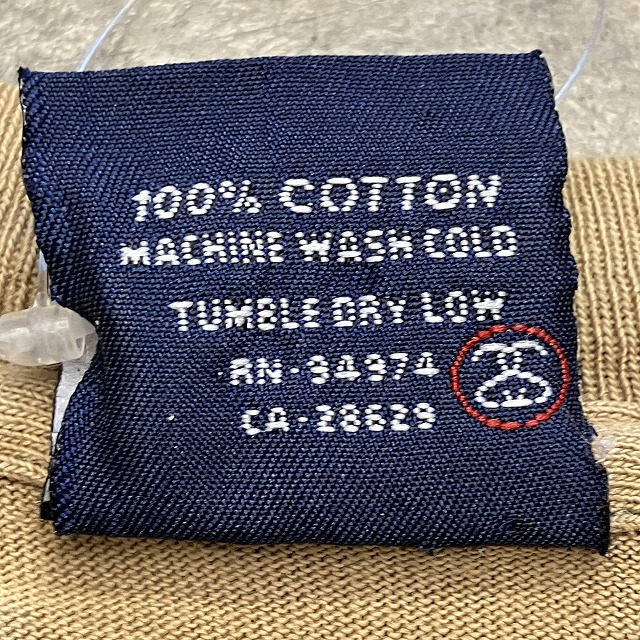 100% COTTON
MACHINE WASH COLD
TUMBLE DRY LOW
RN-94974
CA-28629